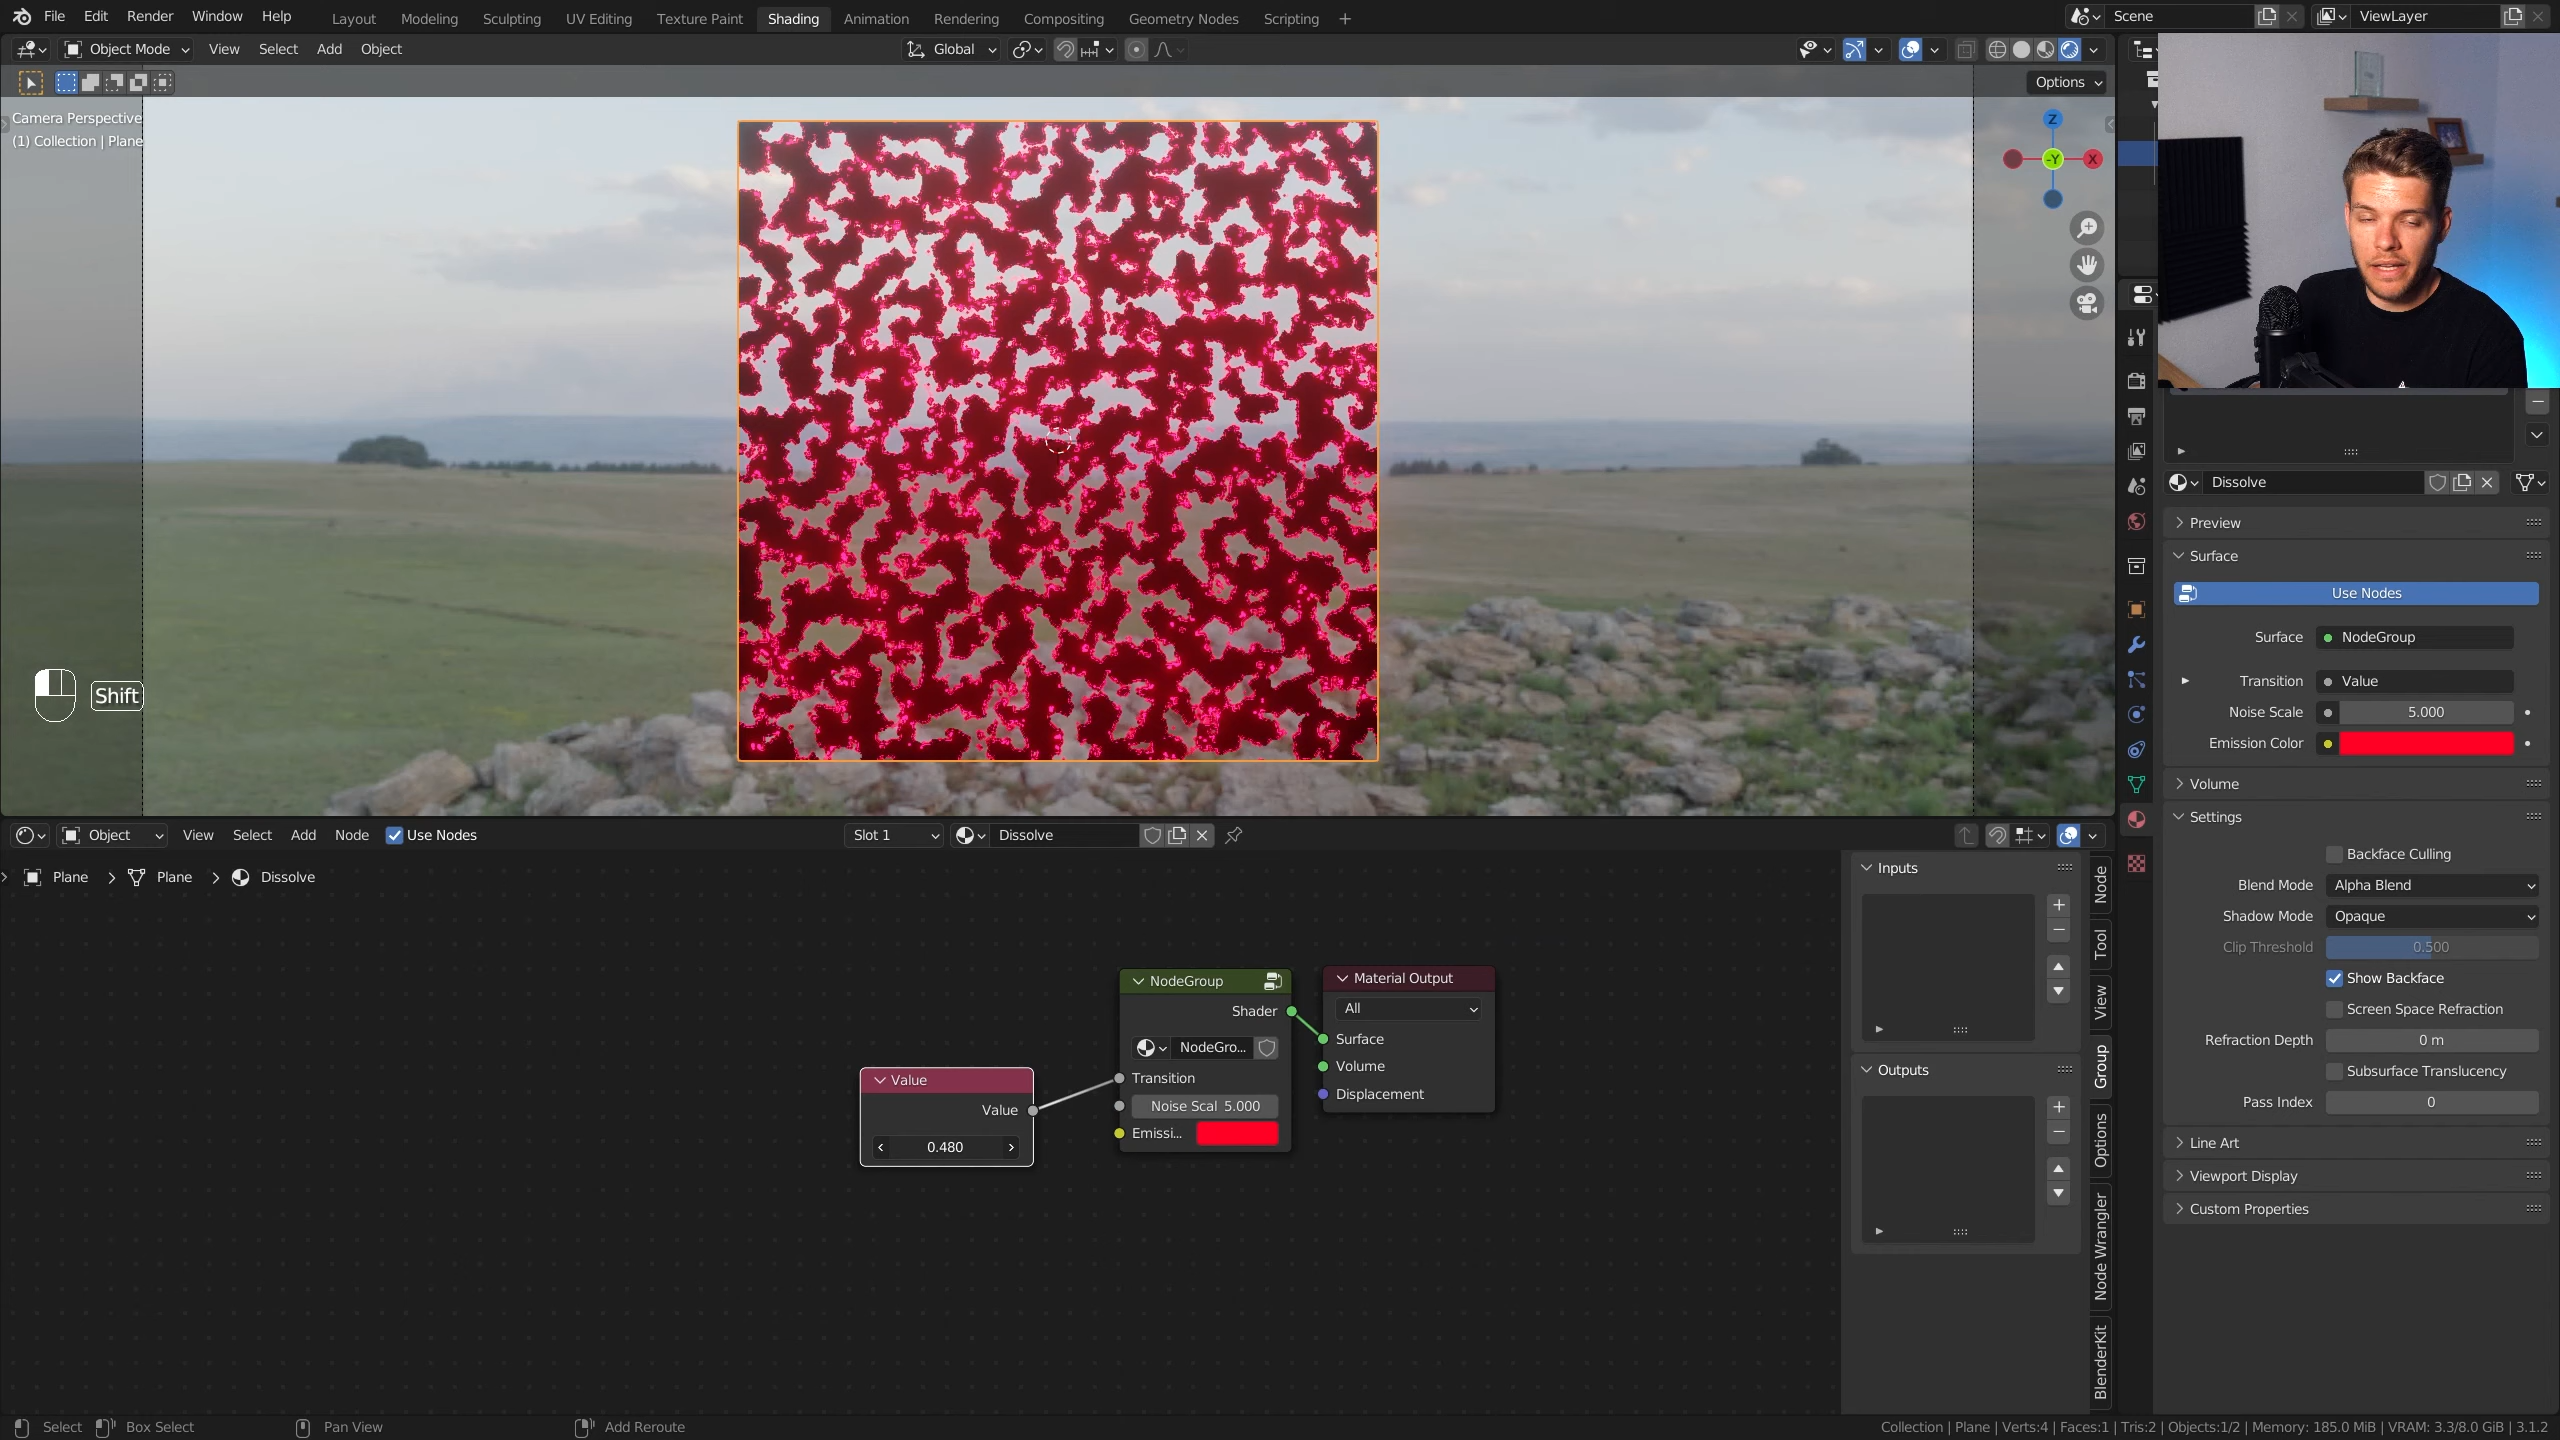 File Edit Render Window Help Layout Modeling Sculpting UV Editing Texture Paint Shading Animation Rendering Compositing Geometry Nodes Scripting + Scene ViewLayer
Object Mode View Select Add Object Global
Options
Camera Perspective
(1) Collection | Plane
Z
-Y X
Shift
Dissolve
Preview
Surface
Use Nodes
Surface NodeGroup
Transition Value
Noise Scale 5.000
Emission Color
Volume
Settings
Backface Culling
Blend Mode Alpha Blend
Shadow Mode Opaque
Clip Threshold 0.500
Show Backface
Screen Space Refraction
Refraction Depth 0 m
Subsurface Translucency
Pass Index 0
Line Art
Viewport Display
Custom Properties
Object View Select Add Node Use Nodes Slot 1 Dissolve
Plane > Plane > Dissolve
Value
Value
0.480
NodeGroup
Shader
NodeGro...
Transition
Noise Scal 5.000
Emissi...
Material Output
All
Surface
Volume
Displacement
Inputs
Outputs
Node
Tool
View
Group
Options
Node Wrangler
BlenderKit
Select Box Select Pan View Add Reroute Collection | Plane | Verts:4 | Faces:1 | Tris:2 | Objects:1/2 | Memory: 185.0 MiB | VRAM: 3.3/8.0 GiB | 3.1.2